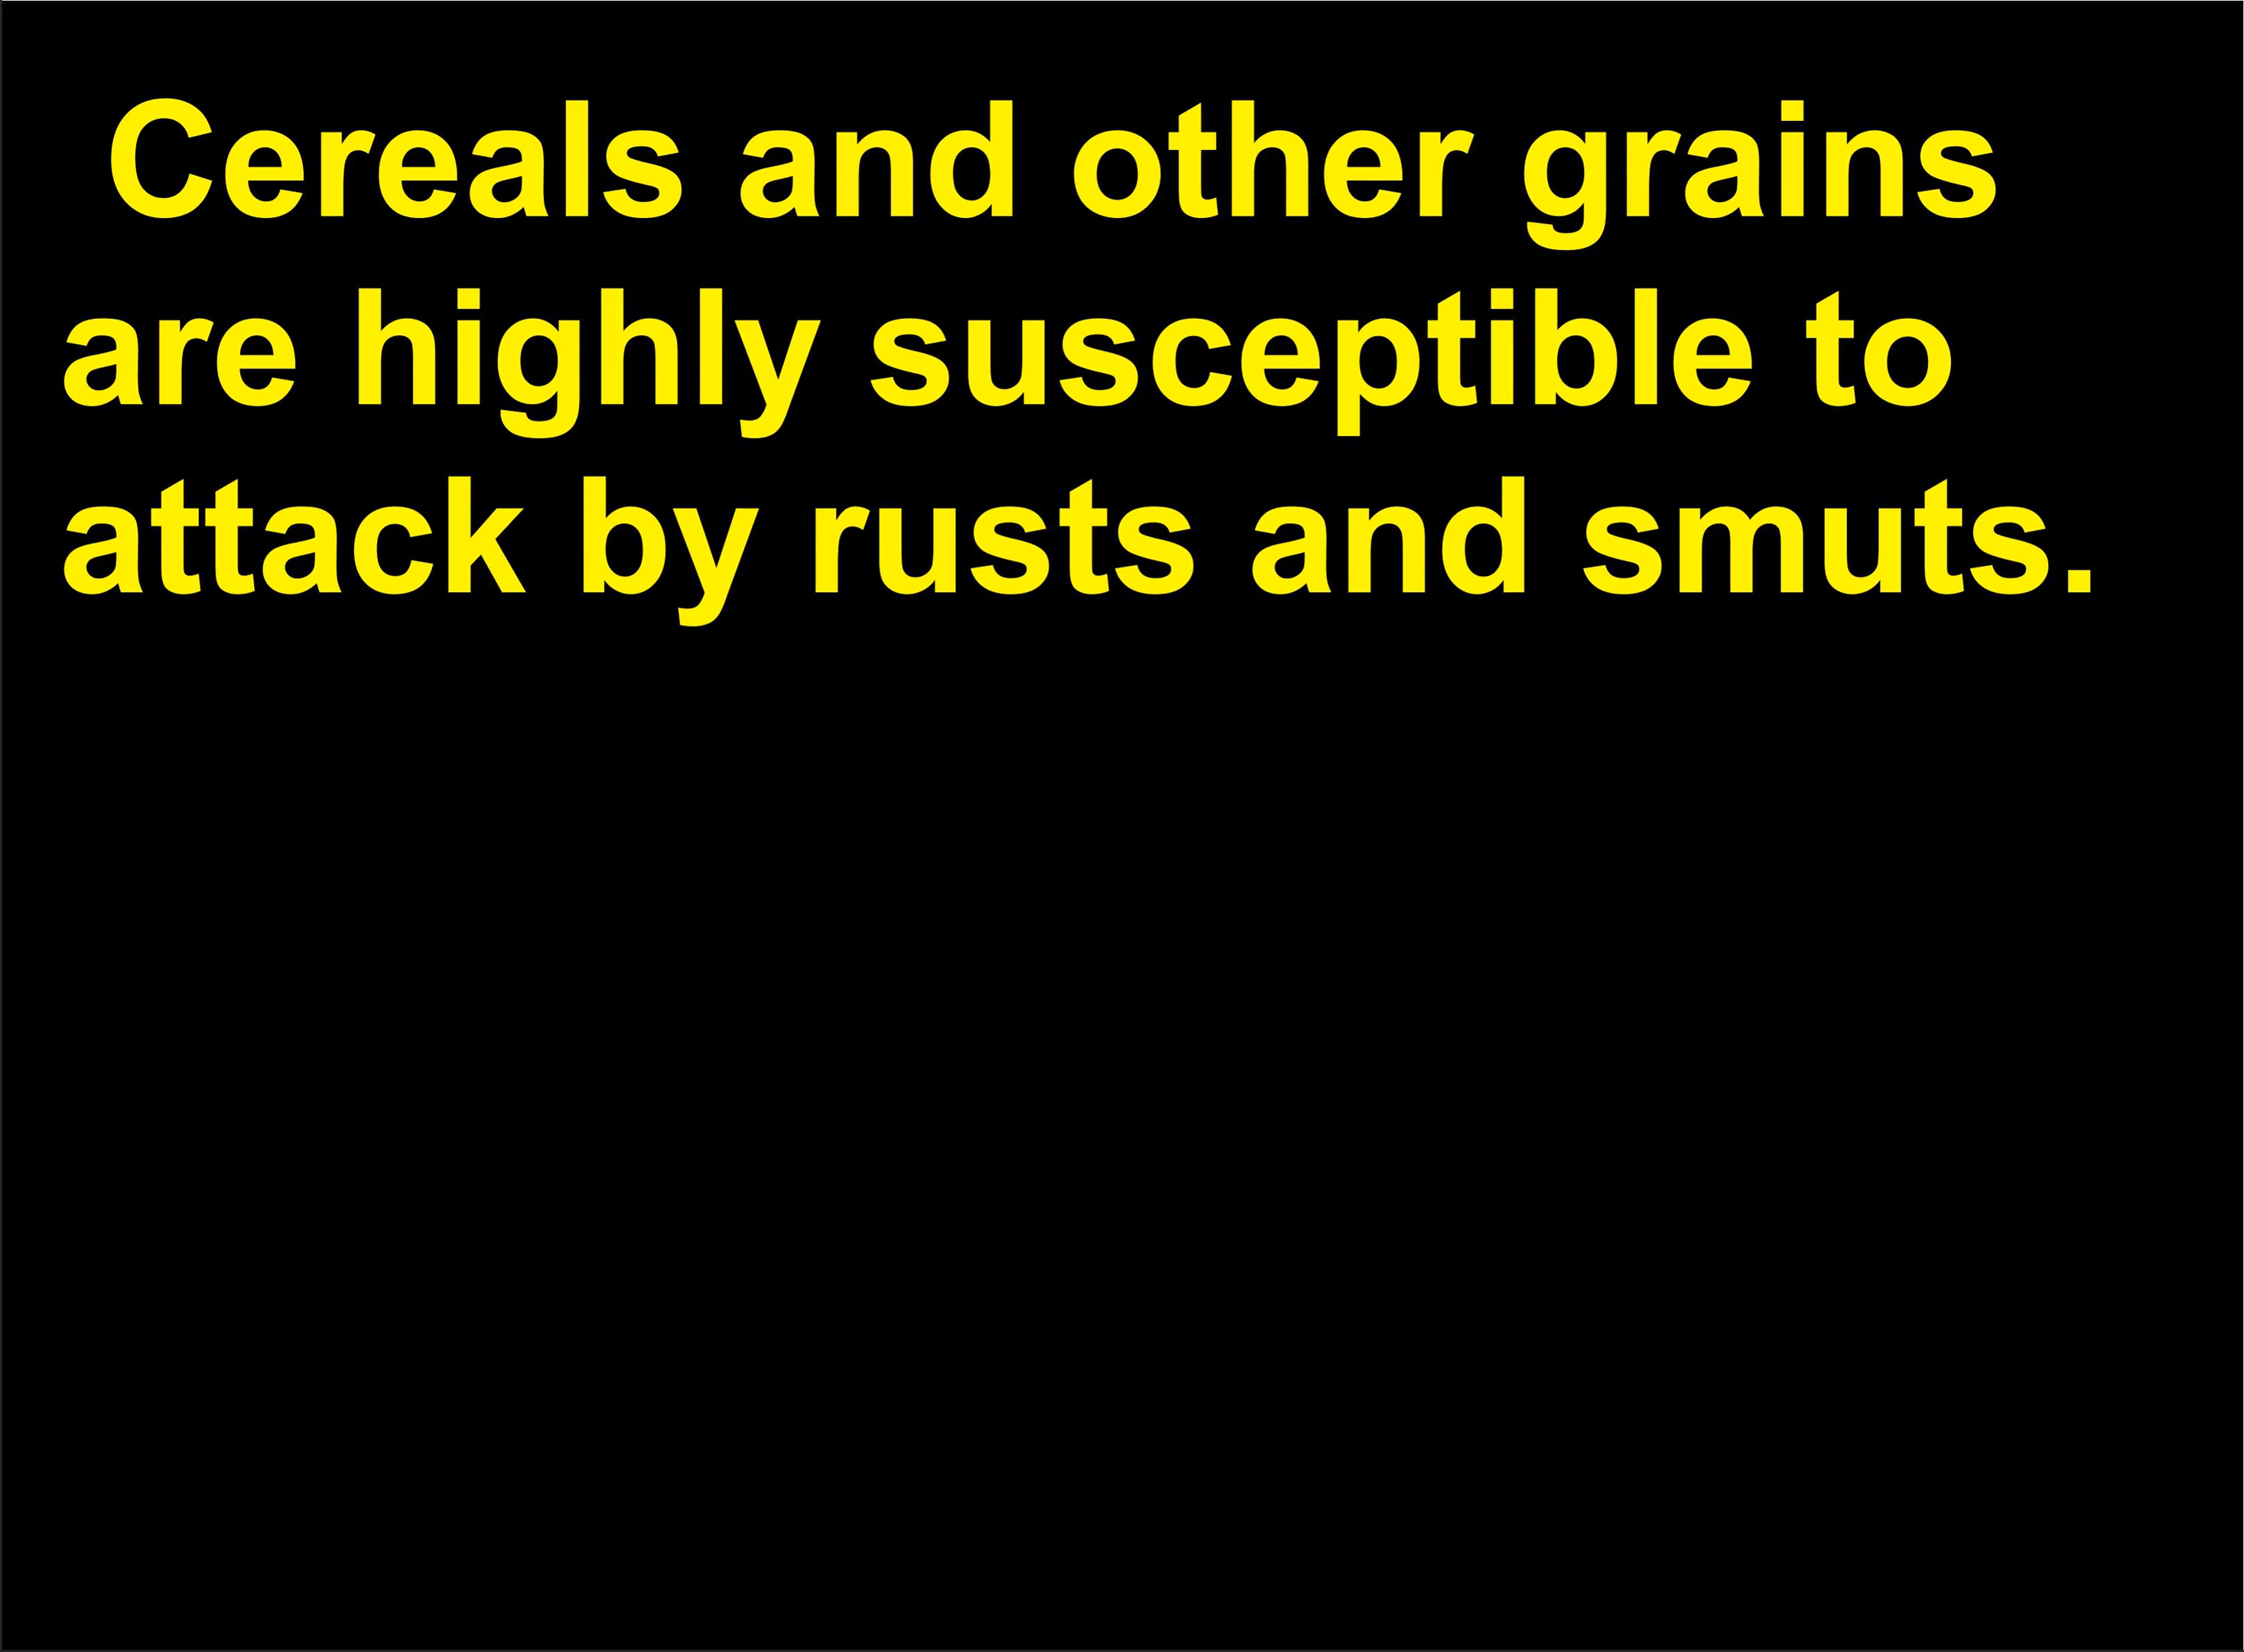 Cereals and other grains
are highly susceptible to
attack by rusts and smuts.